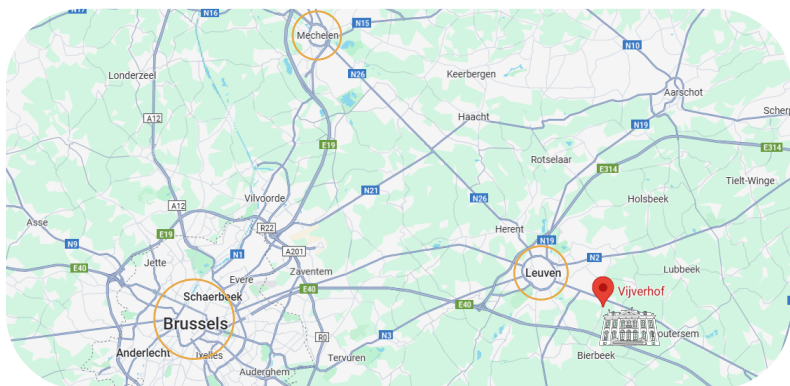 N17
N16
N15
Mechelen
N26
Keerbergen
N10
Londerzeel
Aarschot
A12
Haacht
N19
E19
E314
Rotselaar
E314
N21
Tielt-Winge
Vilvoorde
N26
Holsbeek
A12
Asse
R22
Herent
E19
N19
N9
N1
A201
N2
Jette
Zaventem
Leuven
Lubbeek
E40
Evere
E40
Vijverhof
Schaerbeek
E40
Brussels
N3
R0
Anderlecht
Ixelles
Tervuren
Bierbeek
Auderghem